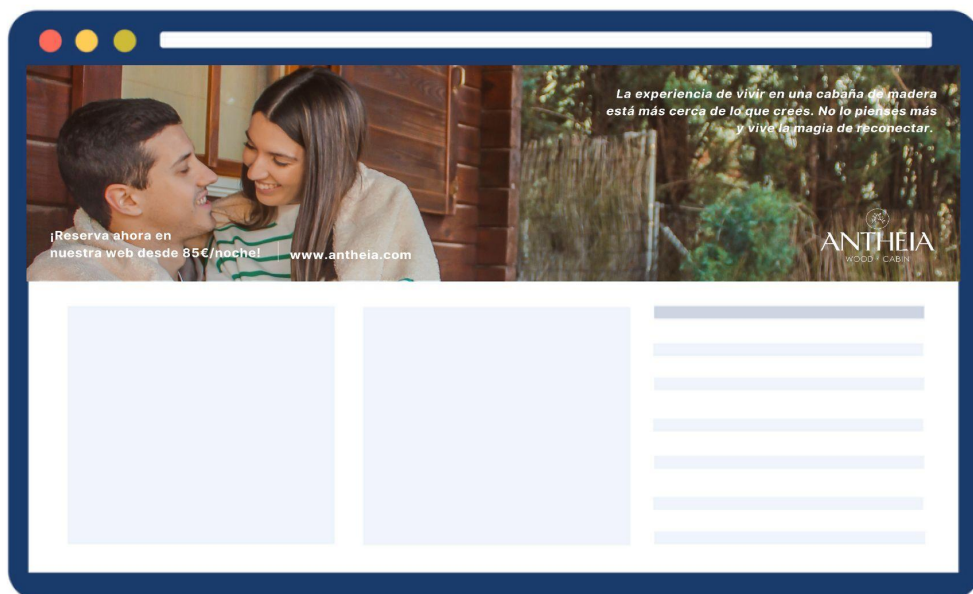 La experiencia de vivir en una cabaña de madera
está más cerca de lo que crees. No lo pienses más
y vive la magia de reconectar.
¡Reserva ahora en
nuestra web desde 85€/noche!
www.antheia.com
ANTHEIA
WOOD CABIN